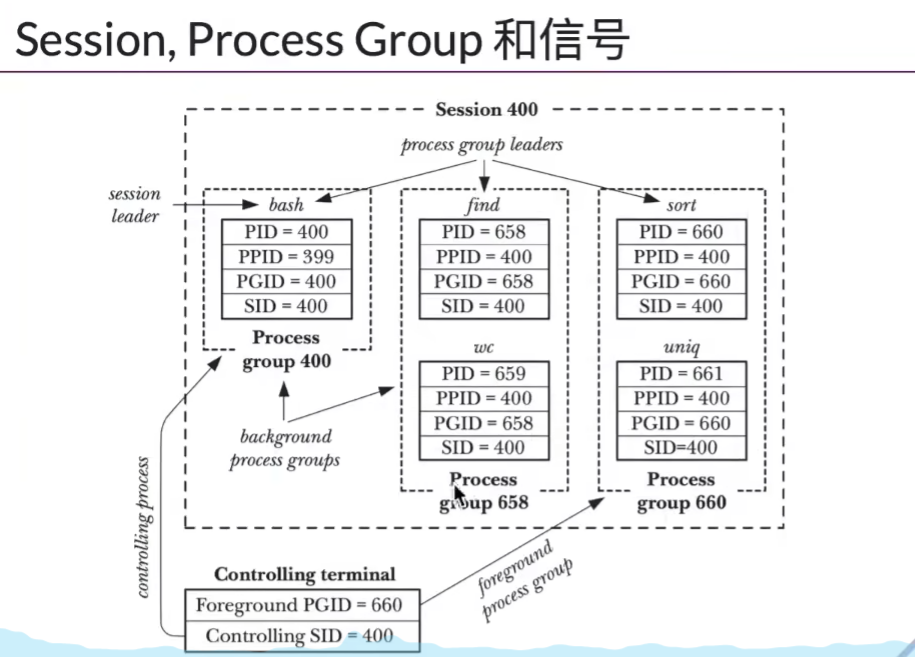 Session, Process Group 和信号
Session 400
process group leaders
session
leader
bash
PID = 400
PPID = 399
PGID = 400
SID = 400
Process
group 400
find
PID = 658
PPID = 400
PGID = 658
SID = 400
wc
PID = 659
PPID = 400
PGID = 658
SID = 400
Process
group 658
sort
PID = 660
PPID = 400
PGID = 660
SID = 400
uniq
PID = 661
PPID = 400
PGID = 660
SID=400
Process
group 660
background
process groups
controlling process
foreground
process group
Controlling terminal
Foreground PGID = 660
Controlling SID = 400